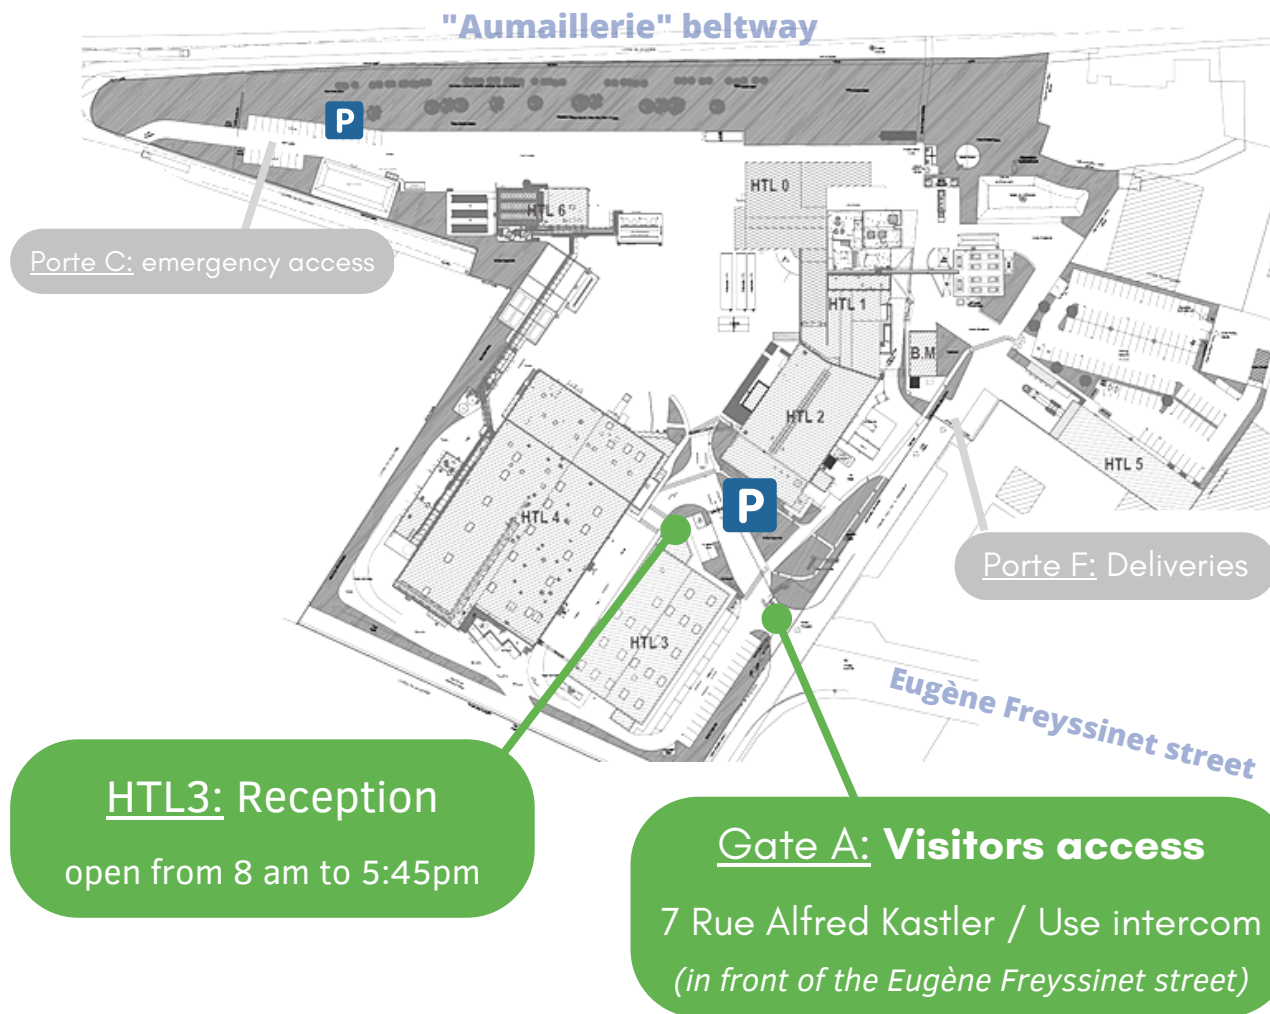 "Aumaillerie" beltway
P
HTL 0
HTL 6
Porte C: emergency access
HTL 1
B.M
HTL 2
HTL 5
P
HTL 4
Porte F: Deliveries
HTL 3
Eugène Freyssinet street
HTL3: Reception
open from 8 am to 5:45pm
Gate A: Visitors access
7 Rue Alfred Kastler / Use intercom
(in front of the Eugène Freyssinet street)